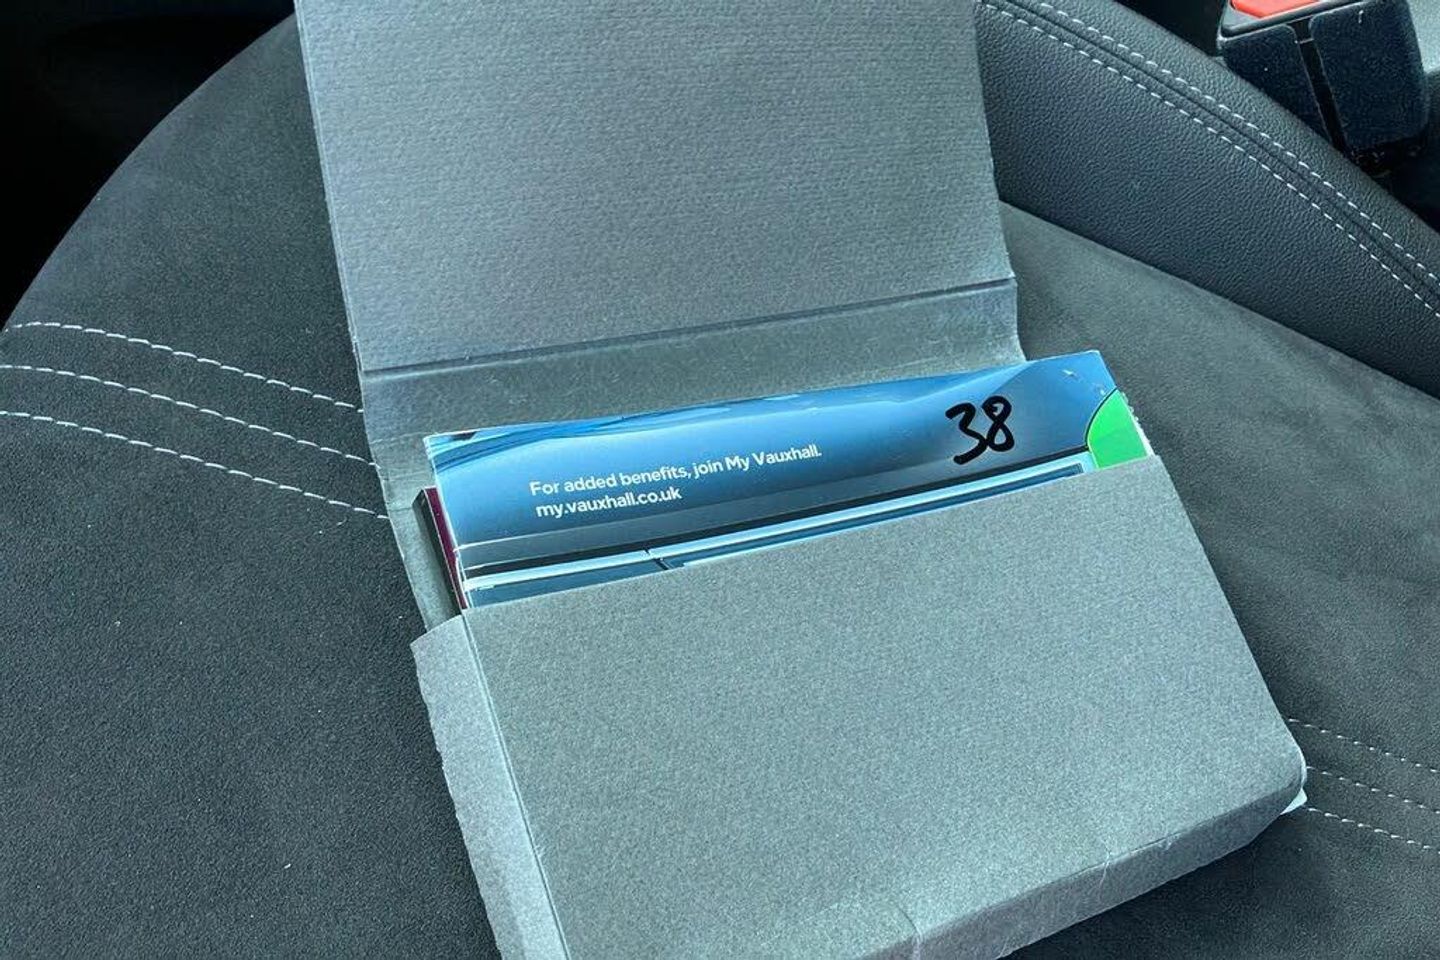 38
For added benefits, join My Vauxhall.
my.vauxhall.co.uk